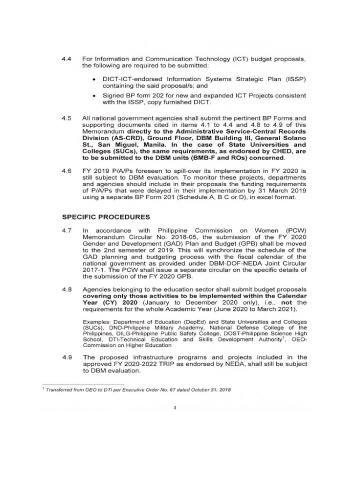 4.4 For Information and Communication Technology (ICT) budget proposals,
the following are required to be submitted:
• DICT-ICT-endorsed Information Systems Strategic Plan (ISSP)
containing the said proposal/s; and
• Signed BP form 202 for new and expanded ICT Projects consistent
with the ISSP, copy furnished DICT.
4.5 All national government agencies shall submit the pertinent BP Forms and
supporting documents cited in items 4.1 to 4.4 and 4.8 to 4.9 of this
Memorandum directly to the Administrative Service-Central Records
Division (AS-CRD), Ground Floor, DBM Building III, General Solano
St., San Miguel, Manila. In the case of State Universities and
Colleges (SUCs), the same requirements, as endorsed by CHED, are
to be submitted to the DBM units (BMB-F and ROs) concerned.
4.6 FY 2019 P/A/Ps foreseen to spill-over its implementation in FY 2020 is
still subject to DBM evaluation. To monitor these projects, departments
and agencies should include in their proposals the funding requirements
of P/A/Ps that were delayed in their implementation by 31 March 2019
using a separate BP Form 201 (Schedule A, B C or D), in excel format.
SPECIFIC PROCEDURES
4.7 In accordance with Philippine Commission on Women (PCW)
Memorandum Circular No. 2018-05, the submission of the FY 2020
Gender and Development (GAD) Plan and Budget (GPB) shall be moved
to the 2nd semester of 2019. This will synchronize the schedule of the
GAD planning and budgeting process with the fiscal calendar of the
national government as provided under DBM-DOF-NEDA Joint Circular
2017-1. The PCW shall issue a separate circular on the specific details of
the submission of the FY 2020 GPB.
4.8 Agencies belonging to the education sector shall submit budget proposals
covering only those activities to be implemented within the Calendar
Year (CY) 2020 (January to December 2020 only), i.e., not the
requirements for the whole Academic Year (June 2020 to March 2021).
Examples: Department of Education (DepEd) and State Universities and Colleges
(SUCs), DND-Philippine Military Academy, National Defense College of the
Philippines, DILG-Philippine Public Safety College, DOST-Philippine Science High
School, DTI-Technical Education and Skills Development Authority¹, OEO-
Commission on Higher Education
4.9 The proposed infrastructure programs and projects included in the
approved FY 2020-2022 TRIP as endorsed by NEDA, shall still be subject
to DBM evaluation.
¹ Transferred from OEO to DTI per Executive Order No. 67 dated October 31, 2018